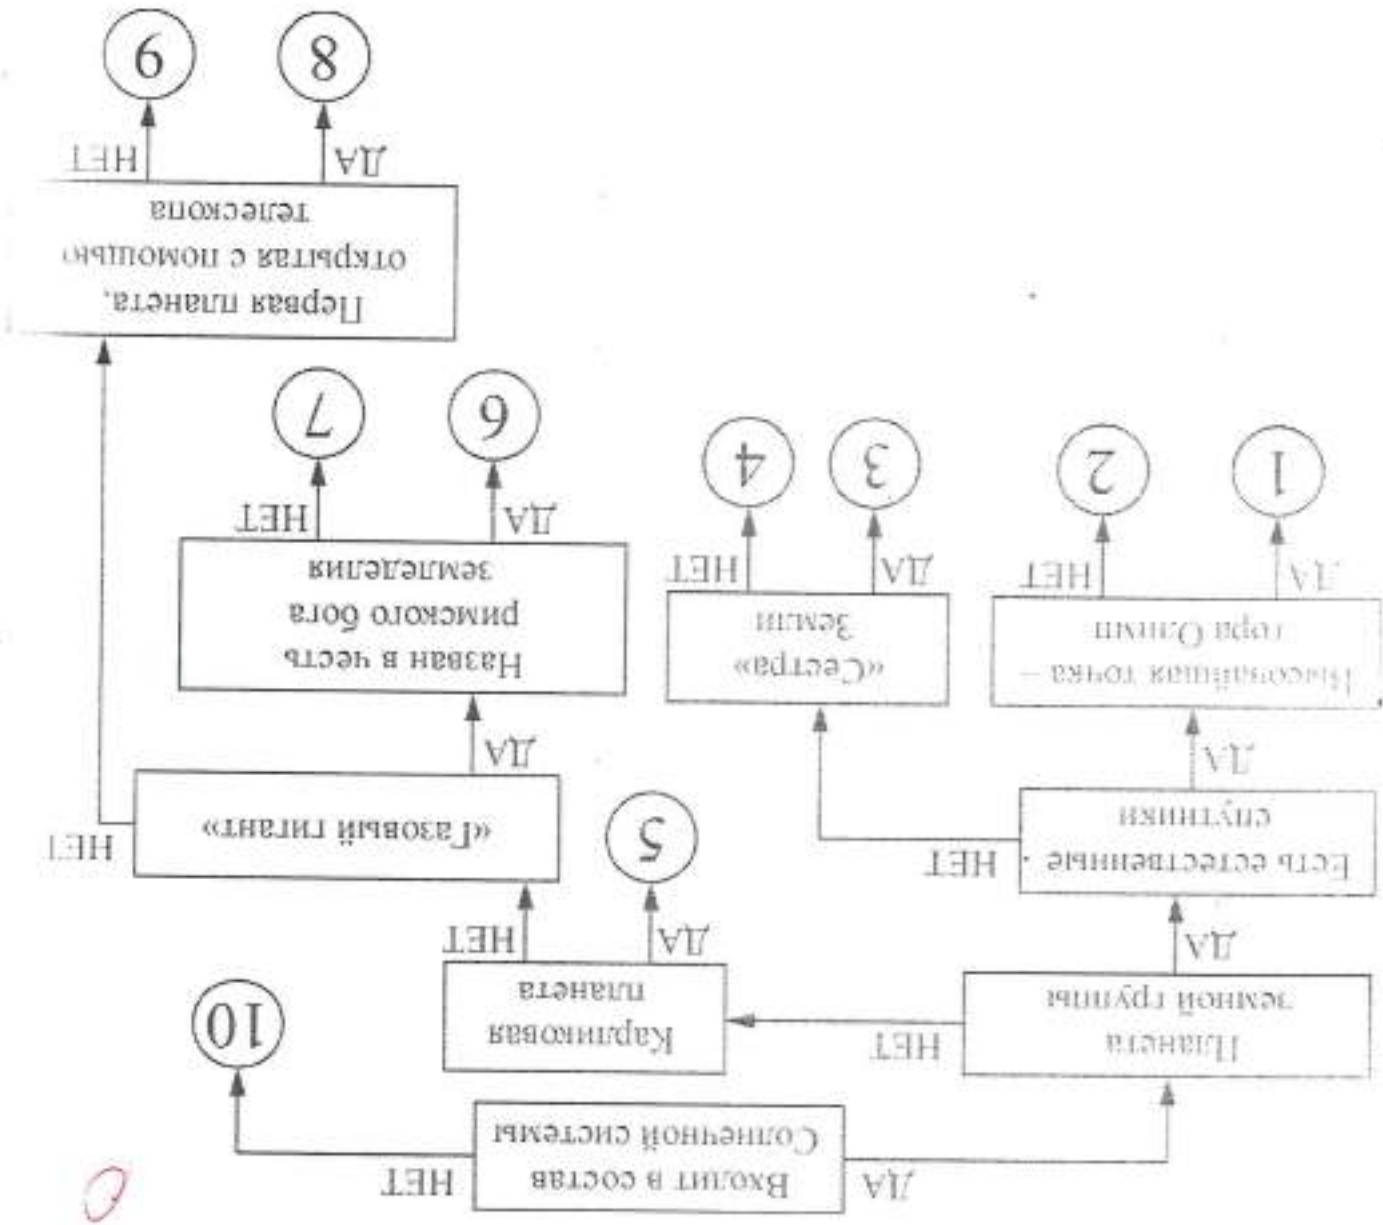 Входит в состав
Солнечной системы
ДА
НЕТ
10
Планета
земной группы
НЕТ
ДА
Карликовая
планета
ДА
НЕТ
5
Есть естественные
спутники
НЕТ
ДА
«Газовый гигант»
ДА
НЕТ
Высочайшая точка –
гора Олимп
ДА
НЕТ
1
2
«Сестра»
Земли
ДА
НЕТ
3
4
Назван в честь
римского бога
земледелия
ДА
НЕТ
6
7
Первая планета,
открытая с помощью
телескопа
ДА
НЕТ
8
9